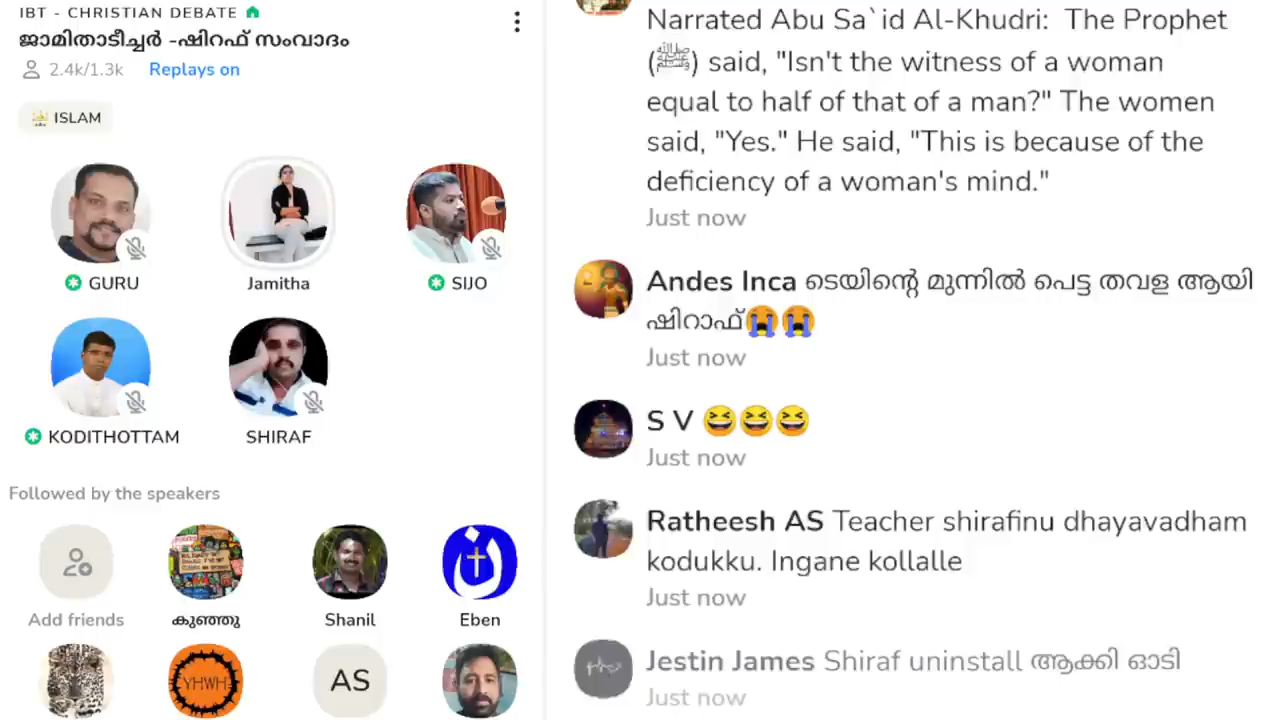 IBT - CHRISTIAN DEBATE
ജാമിതാടീച്ചർ -ഷിറഫ് സംവാദം
2.4k/1.3k Replays on
ISLAM
GURU
Jamitha
SIJO
KODITHOTTAM
SHIRAF
Followed by the speakers
Add friends
കുഞ്ഞു
Shanil
Eben
YHWH
AS
Narrated Abu Sa`id Al-Khudri: The Prophet
(ﷺ) said, "Isn't the witness of a woman
equal to half of that of a man?" The women
said, "Yes." He said, "This is because of the
deficiency of a woman's mind."
Just now
Andes Inca ടെയിന്റെ മുന്നിൽ പെട്ട തവള ആയി
ഷിറാഫ്😭😭
Just now
S V 😆😆😆
Just now
Ratheesh AS Teacher shirafinu dhayavadham
kodukku. Ingane kollalle
Just now
Jestin James Shiraf uninstall ആക്കി ഓടി
Just now